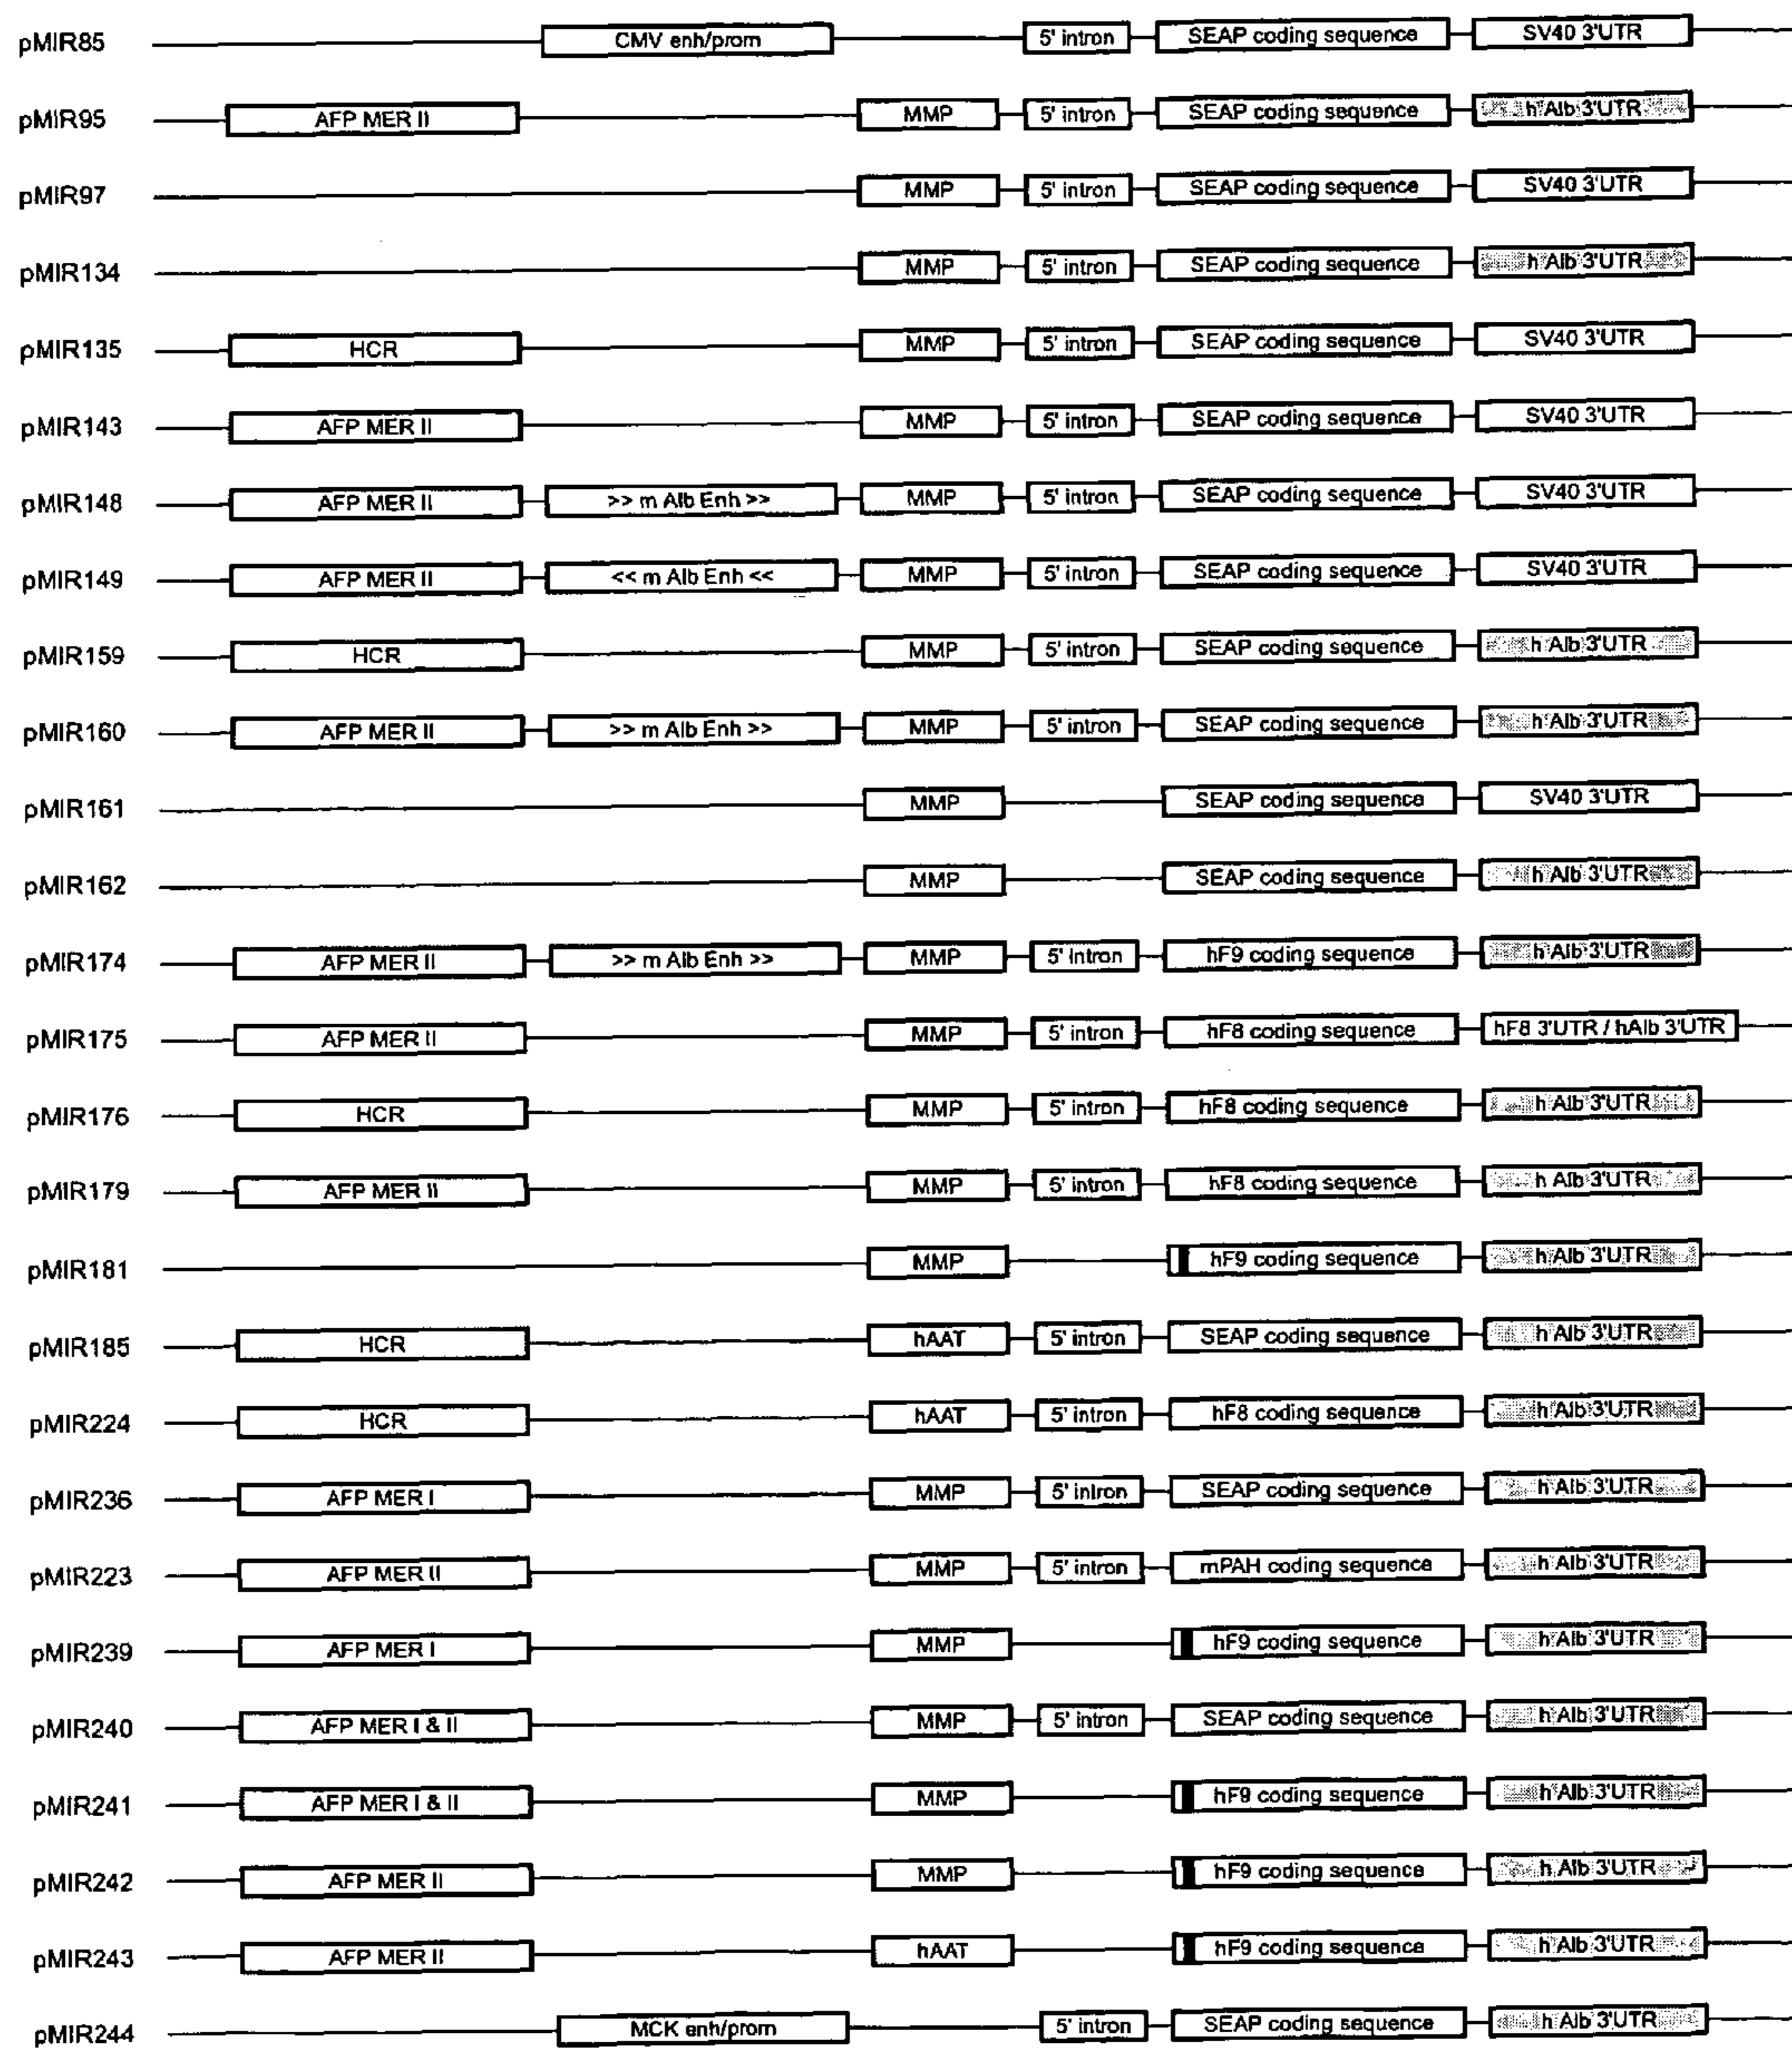 pMIR85 CMV enh/prom 5' intron SEAP coding sequence SV40 3'UTR
pMIR95 AFP MER II MMP 5' intron SEAP coding sequence h Alb 3'UTR
pMIR97 MMP 5' intron SEAP coding sequence SV40 3'UTR
pMIR134 MMP 5' intron SEAP coding sequence h Alb 3'UTR
pMIR135 HCR MMP 5' intron SEAP coding sequence SV40 3'UTR
pMIR143 AFP MER II MMP 5' intron SEAP coding sequence SV40 3'UTR
pMIR148 AFP MER II >> m Alb Enh >> MMP 5' intron SEAP coding sequence SV40 3'UTR
pMIR149 AFP MER II << m Alb Enh << MMP 5' intron SEAP coding sequence SV40 3'UTR
pMIR159 HCR MMP 5' intron SEAP coding sequence h Alb 3'UTR
pMIR160 AFP MER II >> m Alb Enh >> MMP 5' intron SEAP coding sequence h Alb 3'UTR
pMIR161 MMP SEAP coding sequence SV40 3'UTR
pMIR162 MMP SEAP coding sequence h Alb 3'UTR
pMIR174 AFP MER II >> m Alb Enh >> MMP 5' intron hF9 coding sequence h Alb 3'UTR
pMIR175 AFP MER II MMP 5' intron hF8 coding sequence hF8 3'UTR / hAlb 3'UTR
pMIR176 HCR MMP 5' intron hF8 coding sequence h Alb 3'UTR
pMIR179 AFP MER II MMP 5' intron hF8 coding sequence h Alb 3'UTR
pMIR181 MMP hF9 coding sequence h Alb 3'UTR
pMIR185 HCR hAAT 5' intron SEAP coding sequence h Alb 3'UTR
pMIR224 HCR hAAT 5' intron hF8 coding sequence h Alb 3'UTR
pMIR236 AFP MER I MMP 5' intron SEAP coding sequence h Alb 3'UTR
pMIR223 AFP MER II MMP 5' intron mPAH coding sequence h Alb 3'UTR
pMIR239 AFP MER I MMP hF9 coding sequence h Alb 3'UTR
pMIR240 AFP MER I & II MMP 5' intron SEAP coding sequence h Alb 3'UTR
pMIR241 AFP MER I & II MMP hF9 coding sequence h Alb 3'UTR
pMIR242 AFP MER II MMP hF9 coding sequence h Alb 3'UTR
pMIR243 AFP MER II hAAT hF9 coding sequence h Alb 3'UTR
pMIR244 MCK enh/prom 5' intron SEAP coding sequence h Alb 3'UTR